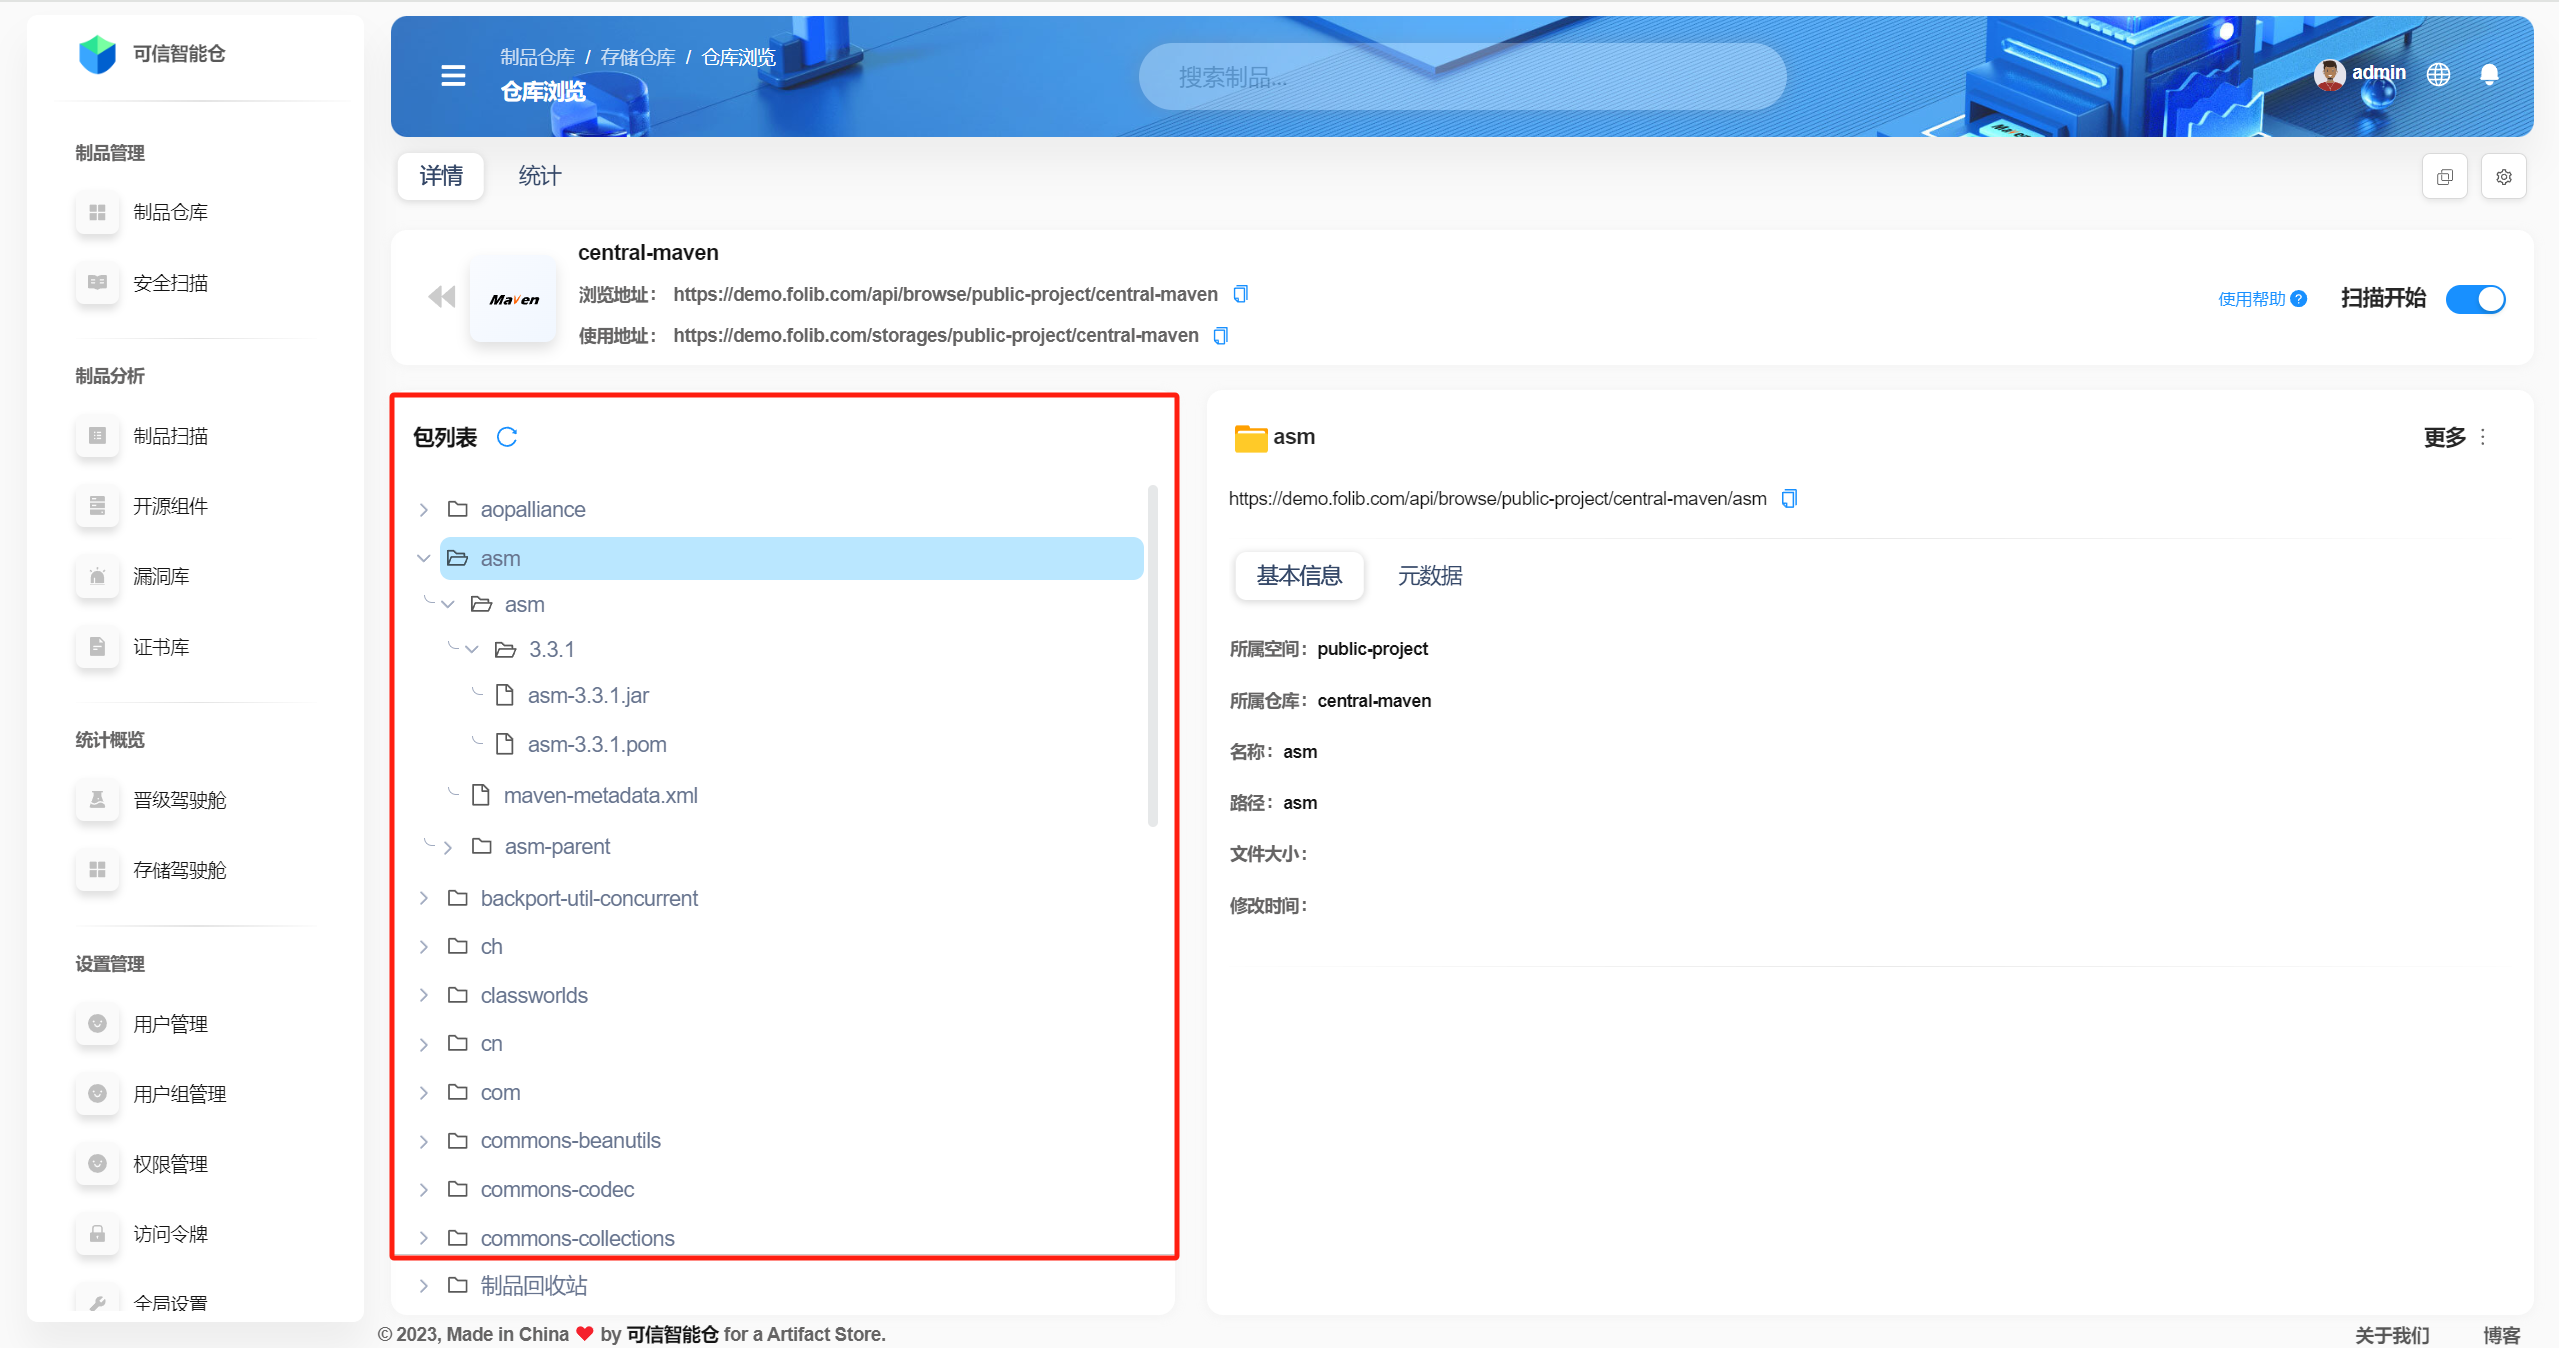 可信智能仓
制品管理
制品仓库
安全扫描
制品分析
制品扫描
开源组件
漏洞库
证书库
统计概览
晋级驾驶舱
存储驾驶舱
设置管理
用户管理
用户组管理
权限管理
访问令牌
全局设置
制品仓库 / 存储仓库 / 仓库浏览
仓库浏览
搜索制品...
admin
Maven
详情 统计
Maven
central-maven
浏览地址： https://demo.folib.com/api/browse/public-project/central-maven
使用地址： https://demo.folib.com/storages/public-project/central-maven
使用帮助 ? 扫描开始
包列表
aopalliance
asm
asm
3.3.1
asm-3.3.1.jar
asm-3.3.1.pom
maven-metadata.xml
asm-parent
backport-util-concurrent
ch
classworlds
cn
com
commons-beanutils
commons-codec
commons-collections
制品回收站
asm
更多
https://demo.folib.com/api/browse/public-project/central-maven/asm
基本信息 元数据
所属空间： public-project
所属仓库： central-maven
名称： asm
路径： asm
文件大小：
修改时间：
© 2023, Made in China ❤ by 可信智能仓 for a Artifact Store.
关于我们 博客